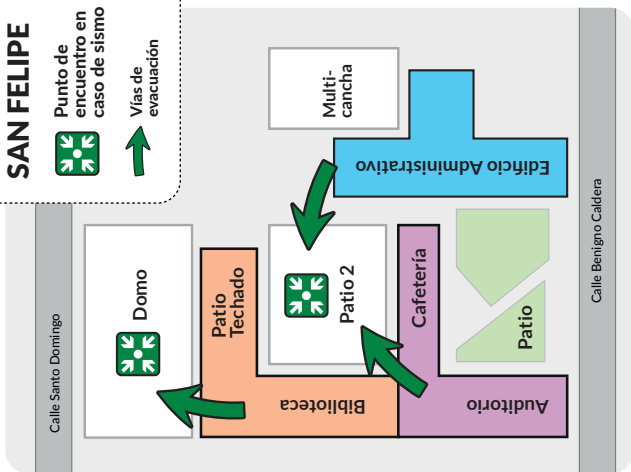 SAN FELIPE
Punto de
encuentro en
caso de sismo
Vías de
evacuación
Calle Santo Domingo
Domo
Patio
Techado
Biblioteca
Patio 2
Multi-
cancha
Edificio Administrativo
Cafetería
Auditorio
Patio
Calle Benigno Caldera